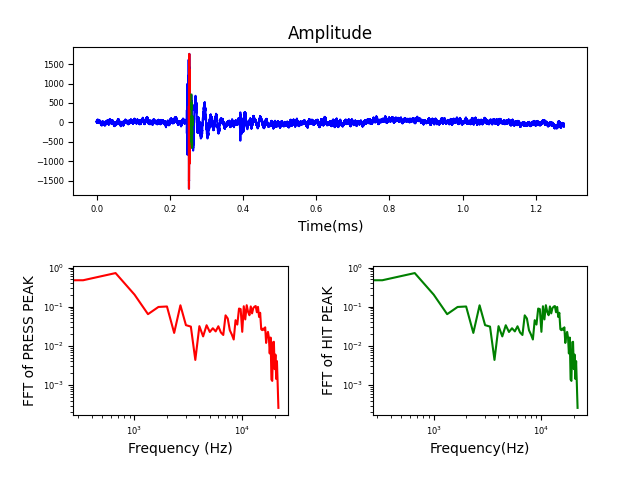 Amplitude
1500
1000
500
0
−500
−1000
−1500
0.0 0.2 0.4 0.6 0.8 1.0 1.2
Time(ms)
FFT of PRESS PEAK
10⁰
10⁻¹
10⁻²
10⁻³
10³ 10⁴
Frequency (Hz)
FFT of HIT PEAK
10⁰
10⁻¹
10⁻²
10⁻³
10³ 10⁴
Frequency(Hz)